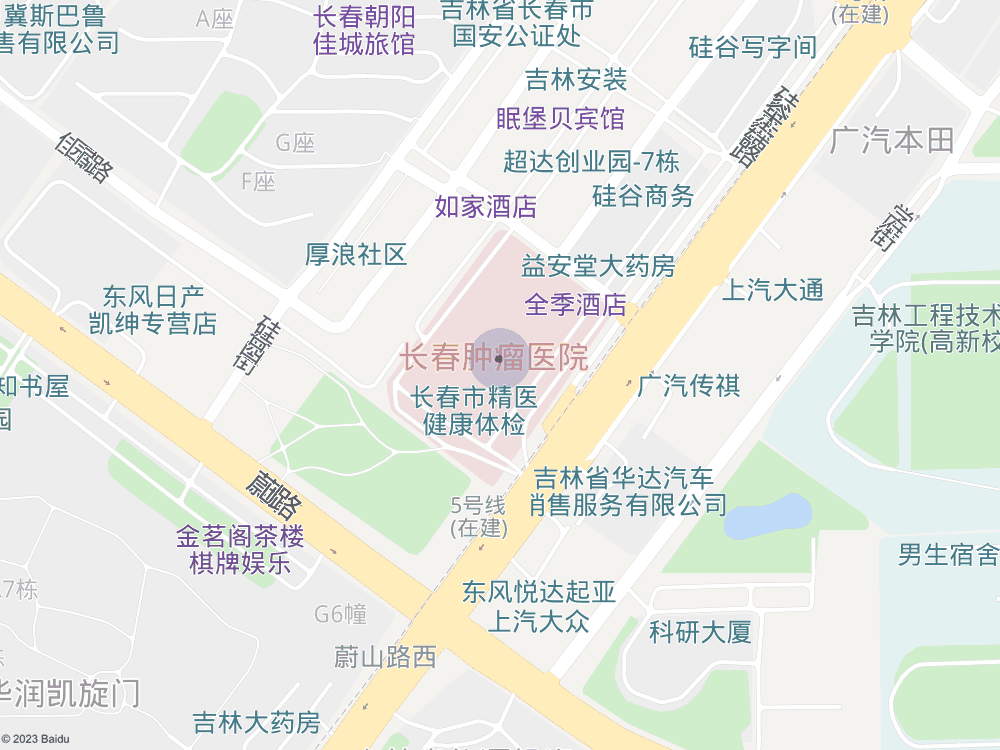 冀斯巴鲁
售有限公司
A座
长春朝阳
佳城旅馆
吉林省长春市
国安公证处
(在建)
硅谷写字间
吉林安装
眠堡贝宾馆
G座
F座
超达创业园-7栋
硅谷商务
广汽本田
学府街
如家酒店
厚浪社区
益安堂大药房
全季酒店
上汽大通
东风日产
凯绅专营店
吉林工程技术
学院(高新校
长春肿瘤医院
长春市精医
健康体检
广汽传祺
知书屋
园
蔚山路
吉林省华达汽车
销售服务有限公司
5号线
(在建)
金茗阁茶楼
棋牌娱乐
男生宿舍
7栋
东风悦达起亚
上汽大众
G6幢
科研大厦
蔚山路西
华润凯旋门
吉林大药房
© 2023 Baidu